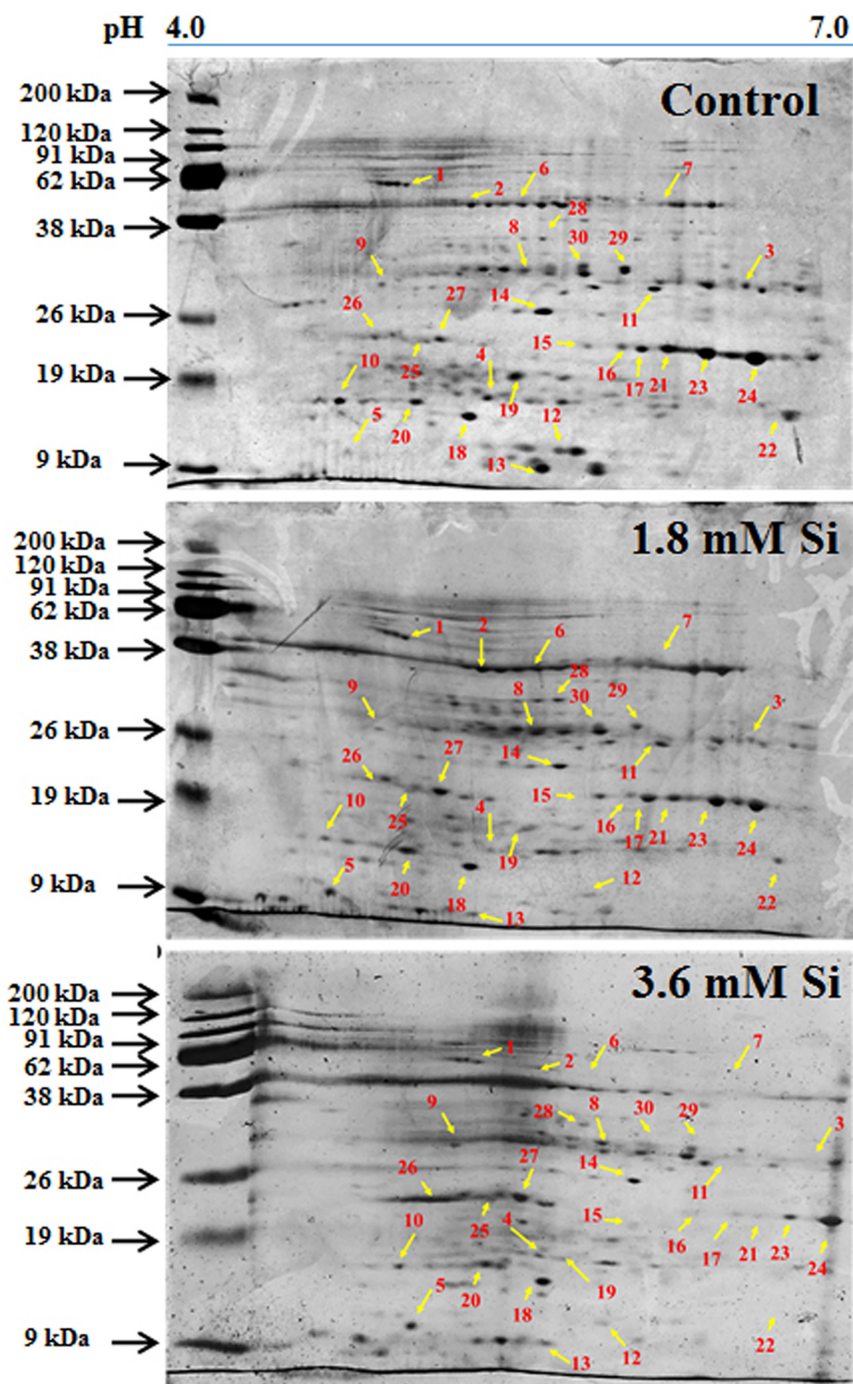 pH 4.0 7.0
Control
200 kDa
120 kDa
91 kDa
62 kDa
38 kDa
26 kDa
19 kDa
9 kDa
1 2 6 7
28
8 30 29 3
9
14 11
26 27
15
10 4 16 17 21 23 24
25
5 19 12
20 18 22
13
1.8 mM Si
200 kDa
120 kDa
91 kDa
62 kDa
38 kDa
26 kDa
19 kDa
9 kDa
1 2 6 7
28
9 8 30 29 3
14 11
26 27
15
10 4 16 17 21 23 24
25
5 19
20 12
18 22
13
3.6 mM Si
200 kDa
120 kDa
91 kDa
62 kDa
38 kDa
26 kDa
19 kDa
9 kDa
1 2 6 7
9 28 8 30 29 3
14
26 27 11
10 4 15
25 16 17 21 23 24
5 19
20 18
12 22
13